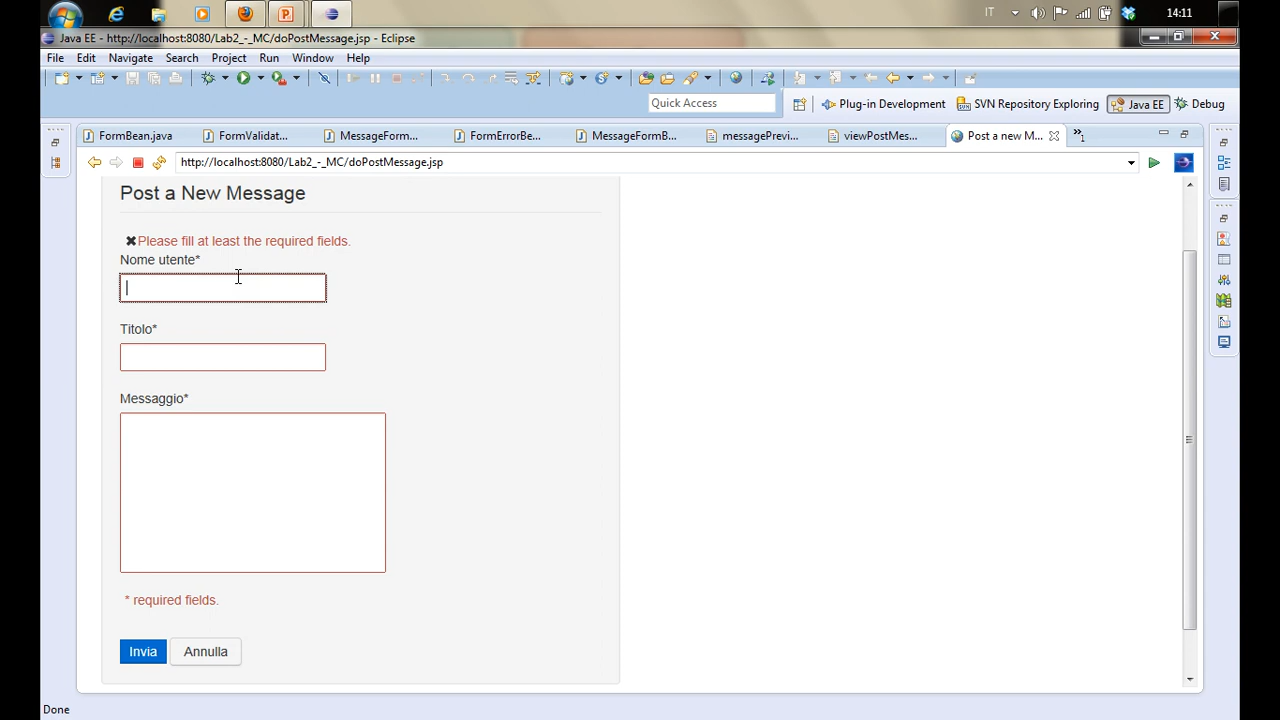 IT
14:11
Java EE - http://localhost:8080/Lab2_-_MC/doPostMessage.jsp - Eclipse
File Edit Navigate Search Project Run Window Help
Quick Access
Plug-in Development
SVN Repository Exploring
Java EE
Debug
FormBean.java
FormValidat...
MessageForm...
FormErrorBe...
MessageFormB...
messagePrevi...
viewPostMes...
Post a new M...
»1
http://localhost:8080/Lab2_-_MC/doPostMessage.jsp
Post a New Message
✖Please fill at least the required fields.
Nome utente*
Titolo*
Messaggio*
* required fields.
Invia
Annulla
Done